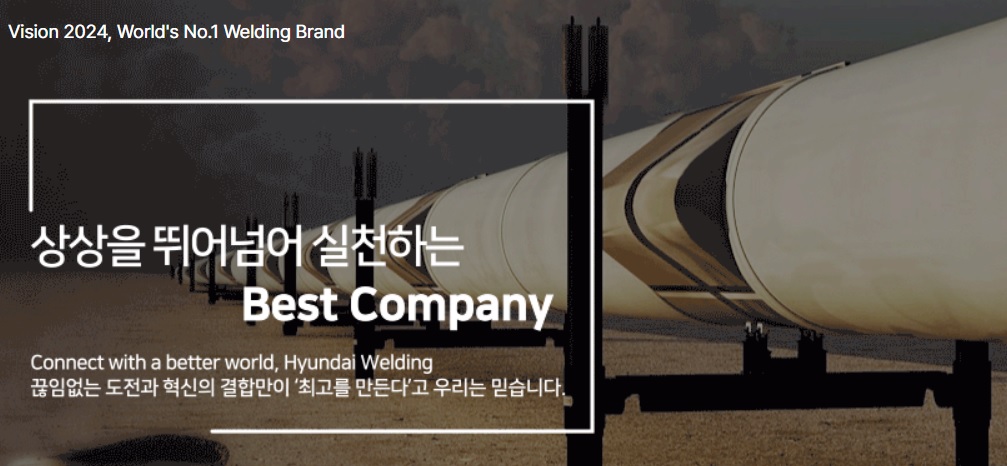 Vision 2024, World's No.1 Welding Brand
상상을 뛰어넘어 실천하는
Best Company
Connect with a better world, Hyundai Welding
끊임없는 도전과 혁신의 결합만이 '최고를 만든다'고 우리는 믿습니다.